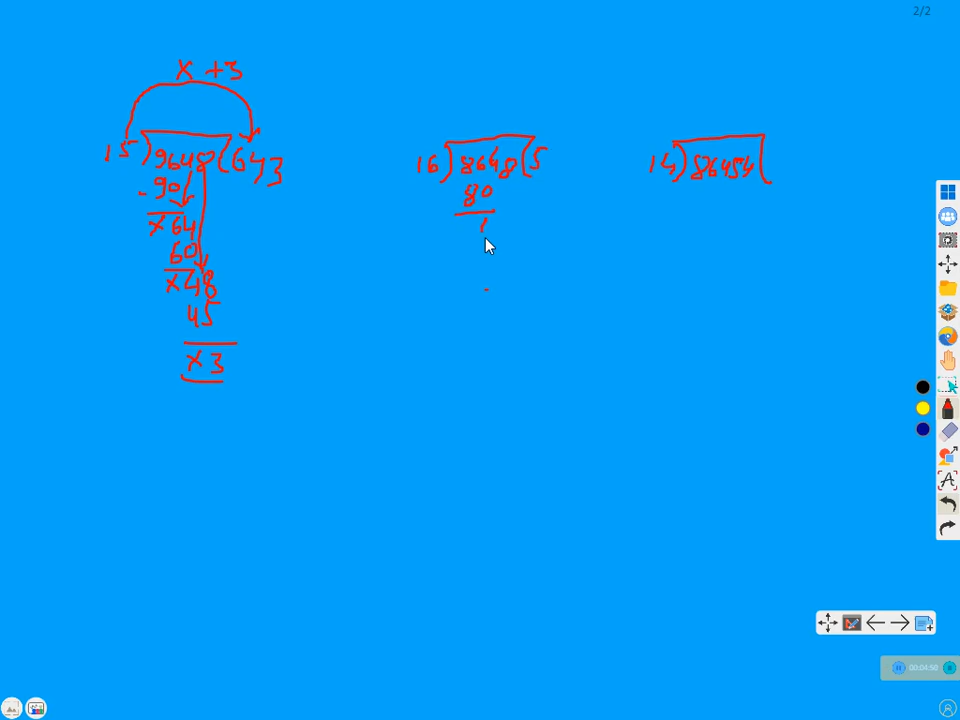 2/2
x +3
15)9648(643
- 90
x64
60
x48
45
x3
16)8648(5
80
1
14)86454(
00:04:58